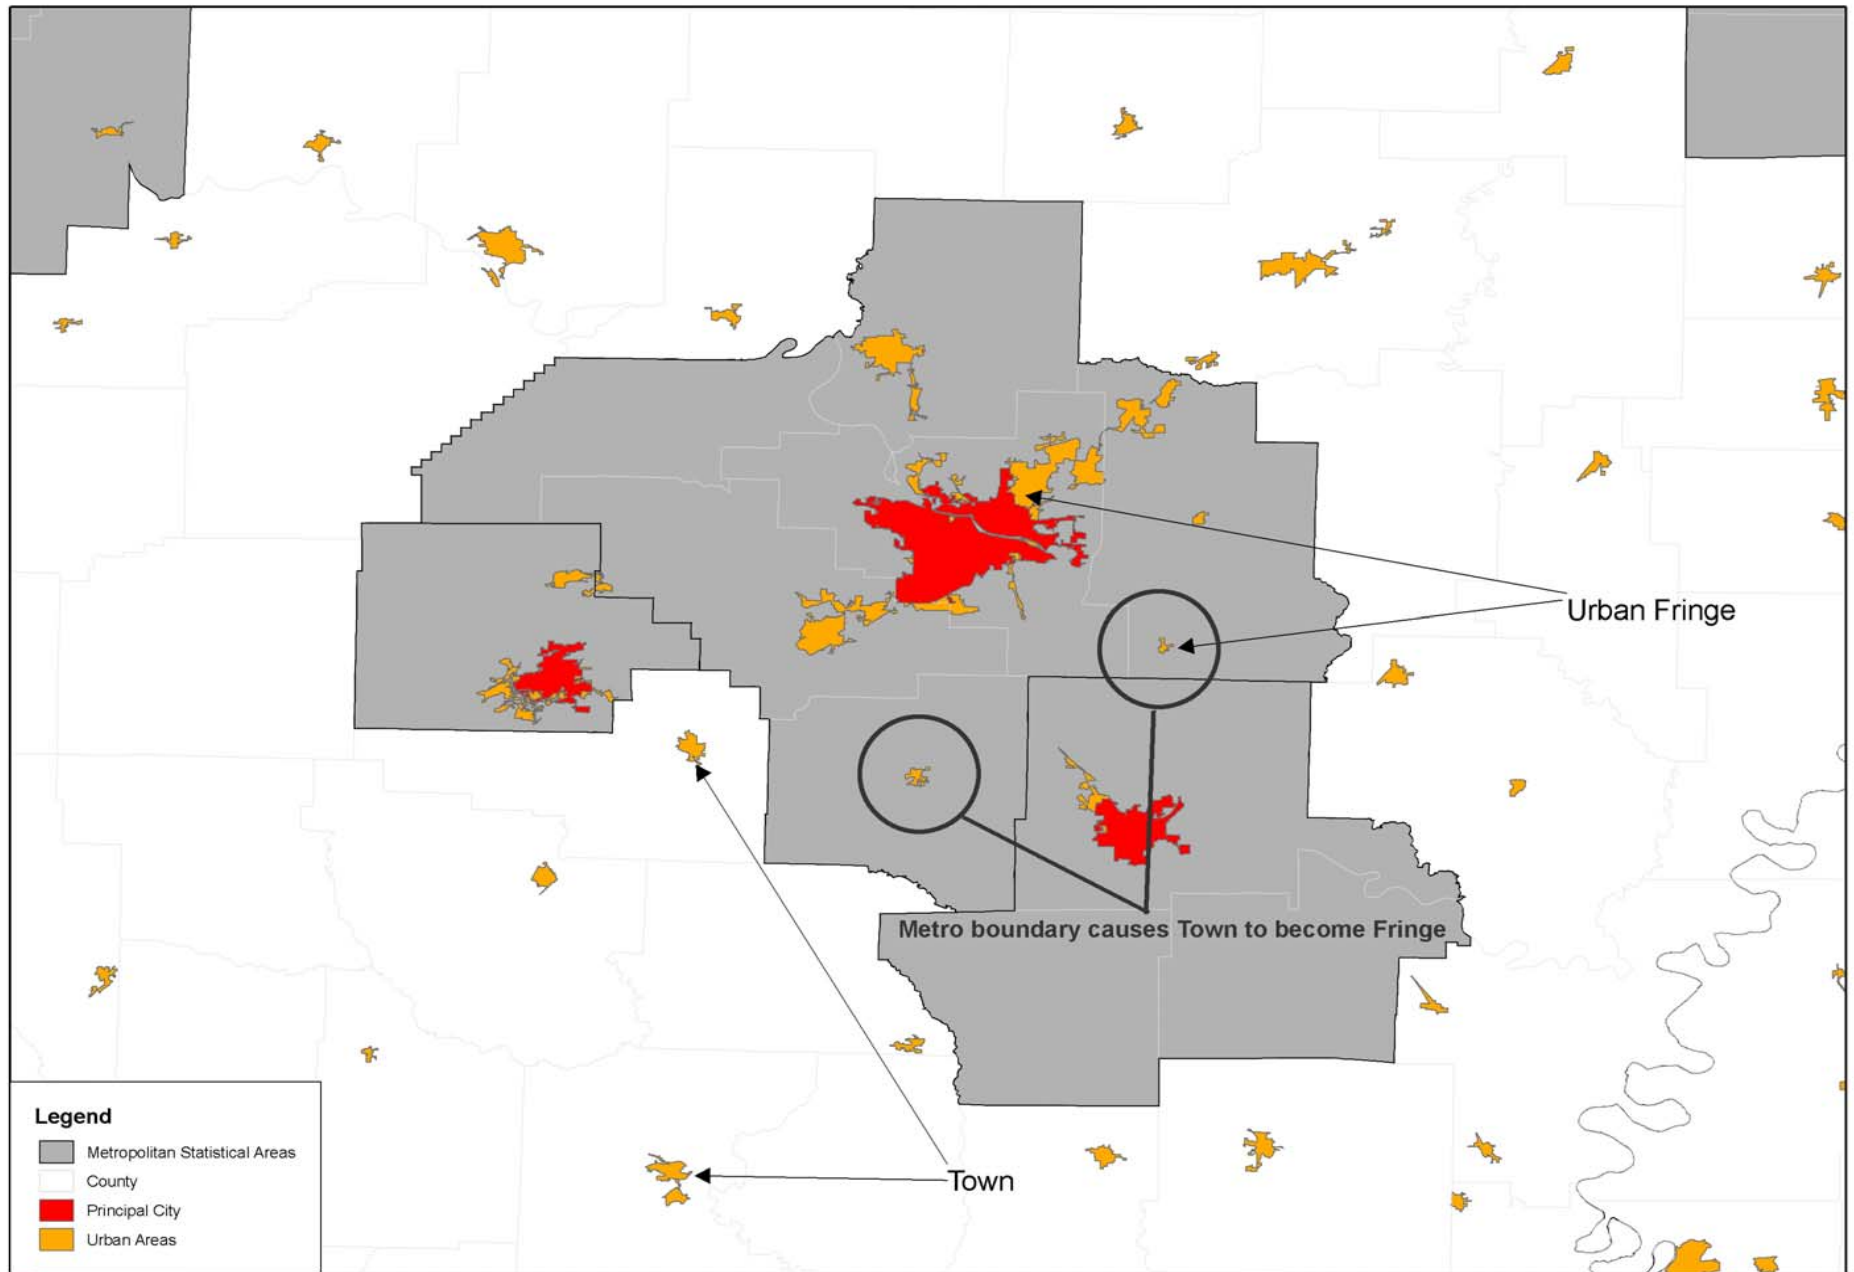 Urban Fringe
Metro boundary causes Town to become Fringe
Town
Legend
Metropolitan Statistical Areas
County
Principal City
Urban Areas